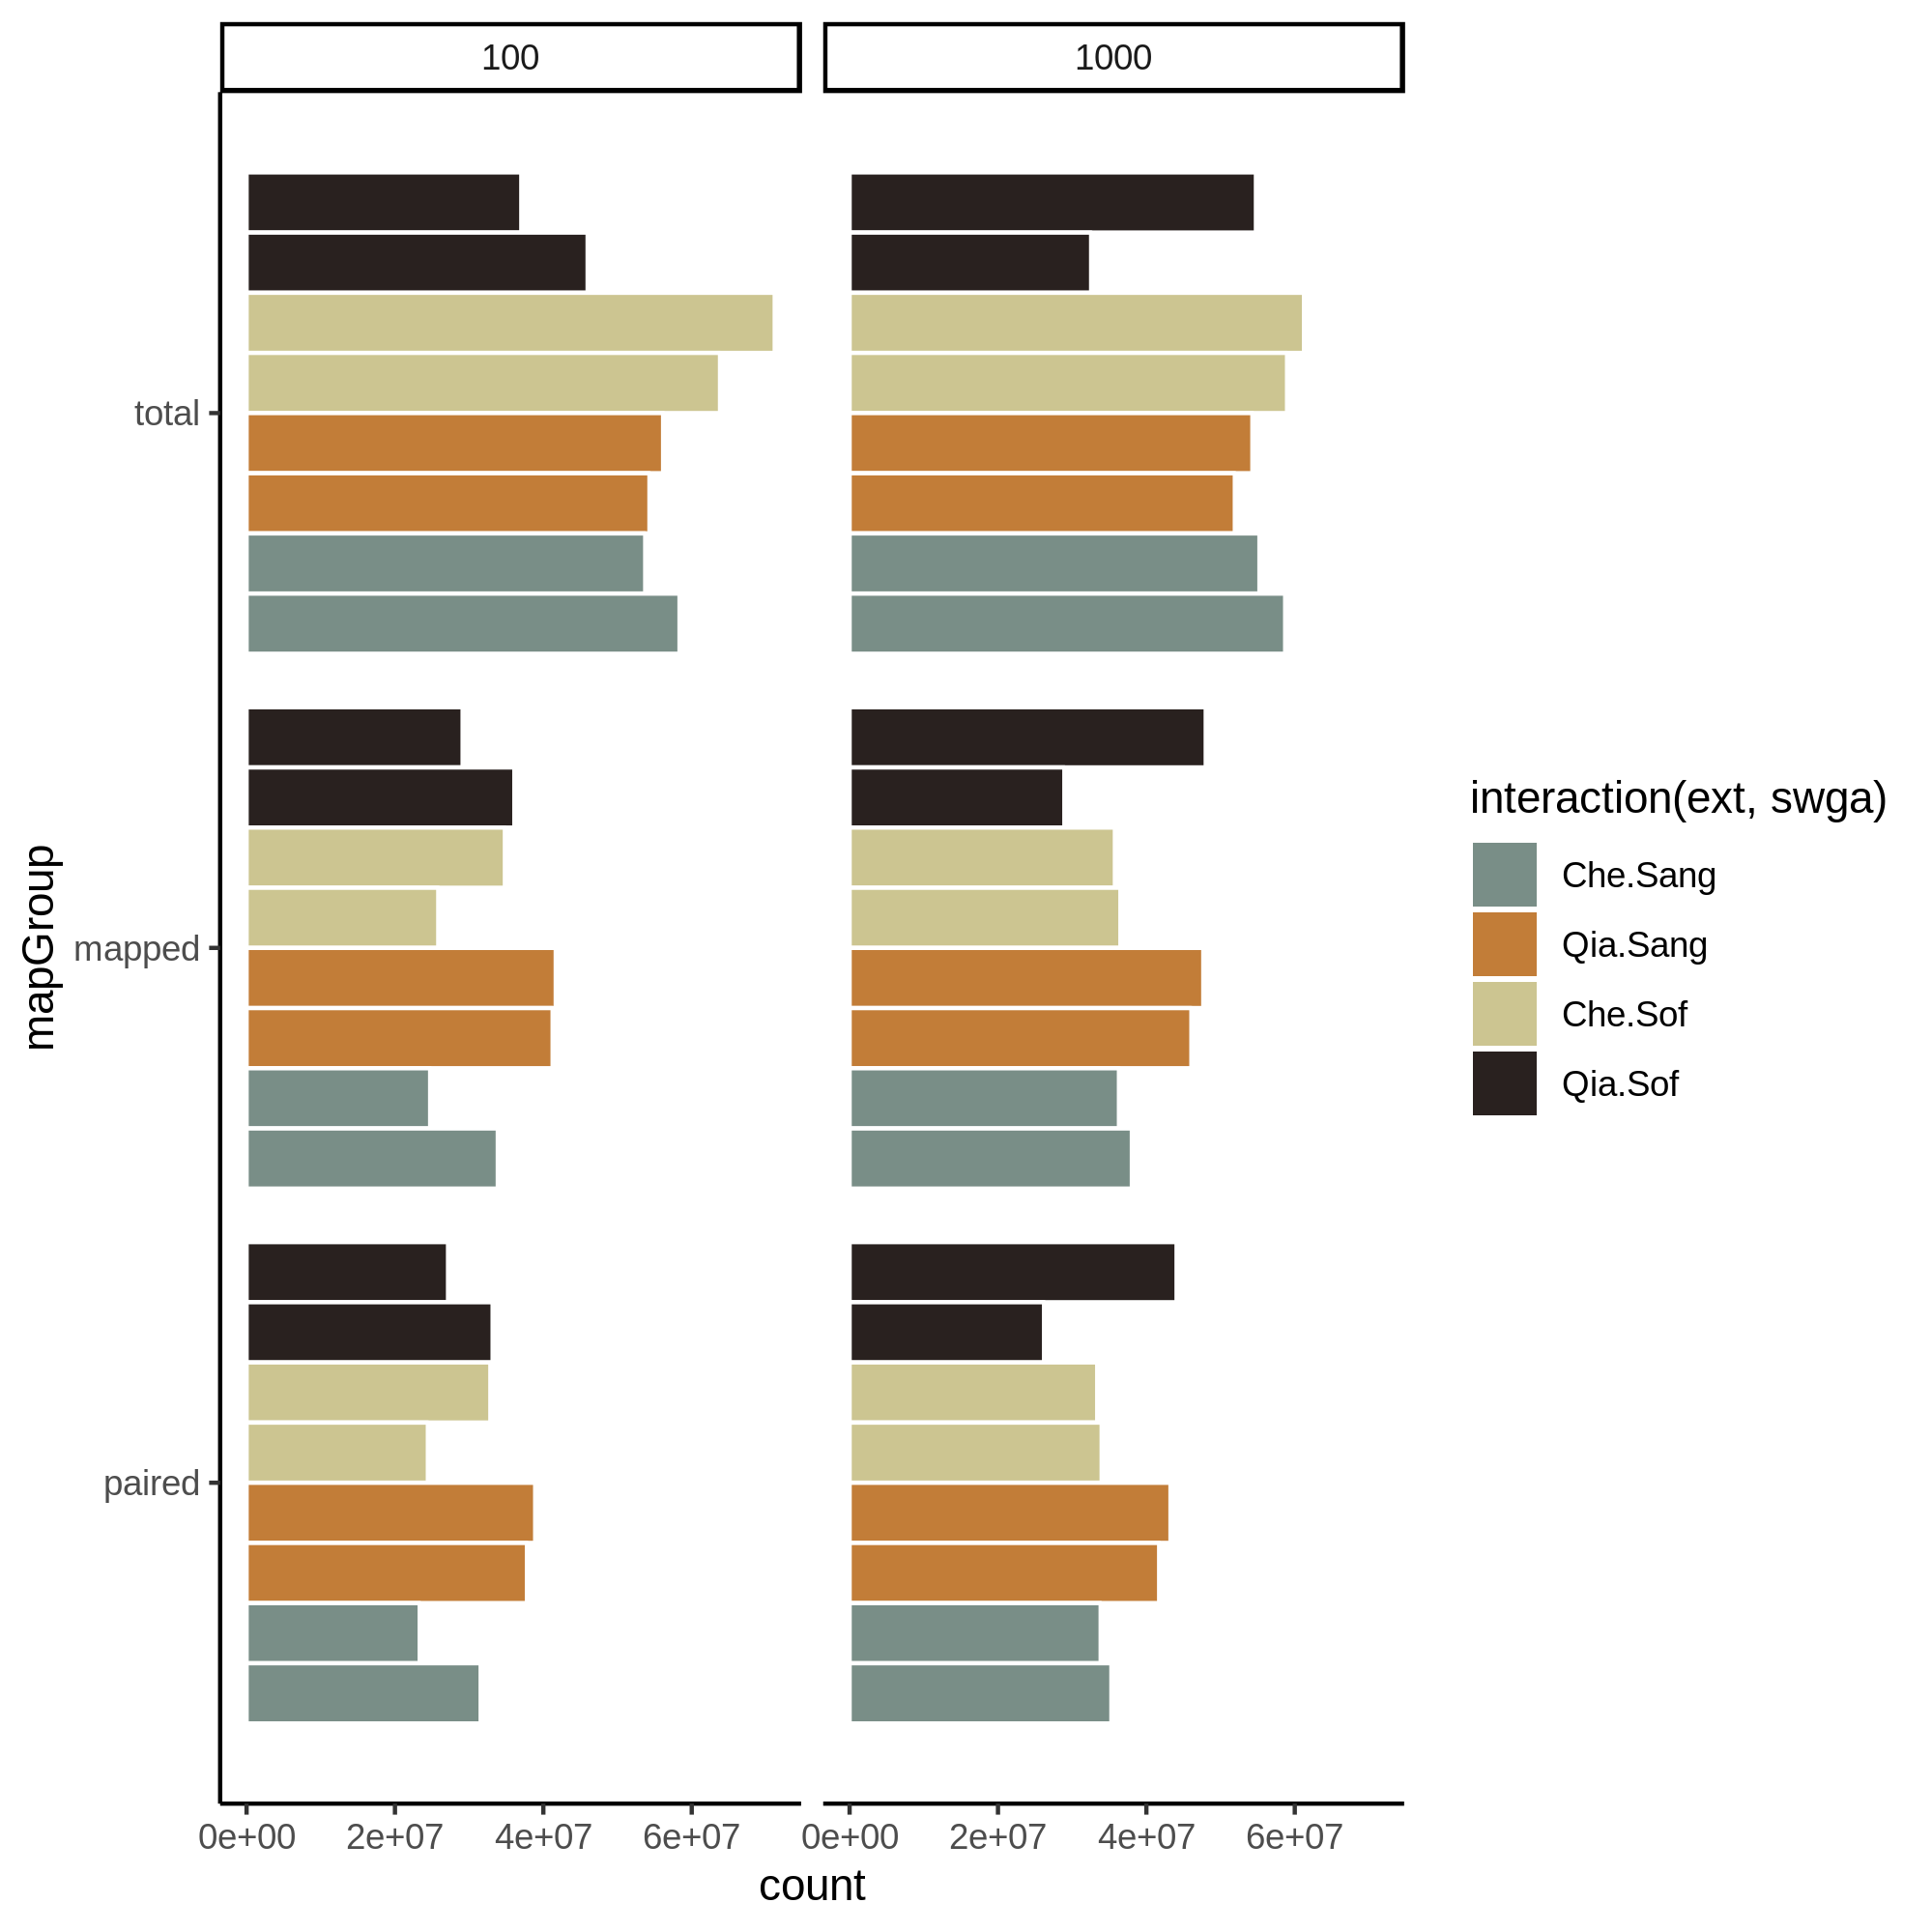 100
1000
total
mapped
paired
mapGroup
0e+00
2e+07
4e+07
6e+07
0e+00
2e+07
4e+07
6e+07
count
interaction(ext, swga)
Che.Sang
Qia.Sang
Che.Sof
Qia.Sof